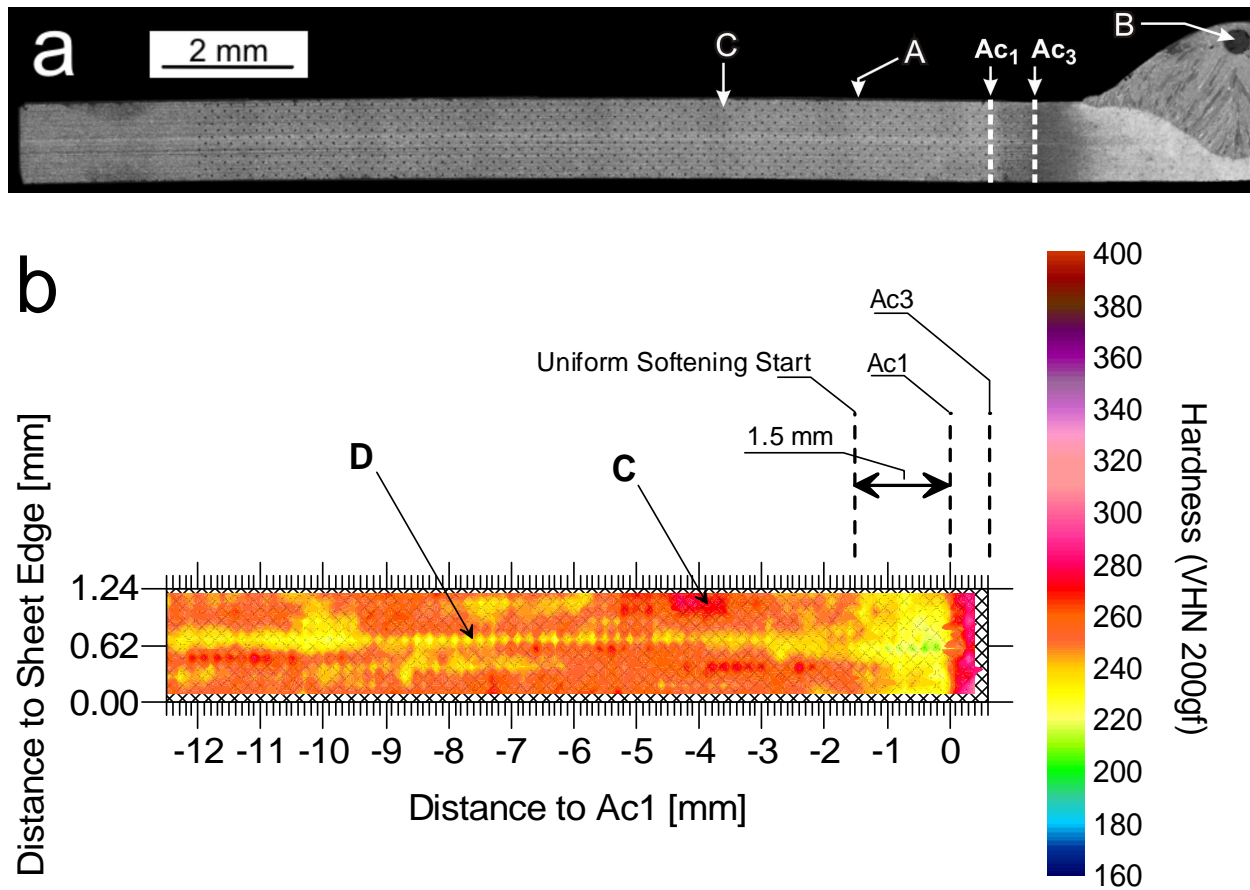 a
2 mm
C
A
Ac1
Ac3
B
b
Ac3
Uniform Softening Start
Ac1
1.5 mm
D
C
Distance to Sheet Edge [mm]
1.24
0.62
0.00
-12 -11 -10 -9 -8 -7 -6 -5 -4 -3 -2 -1 0
Distance to Ac1 [mm]
400
380
360
340
320
300
280
260
240
220
200
180
160
Hardness (VHN 200gf)